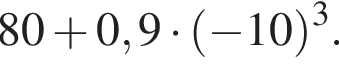 80 + 0, 9 · (−10)³.